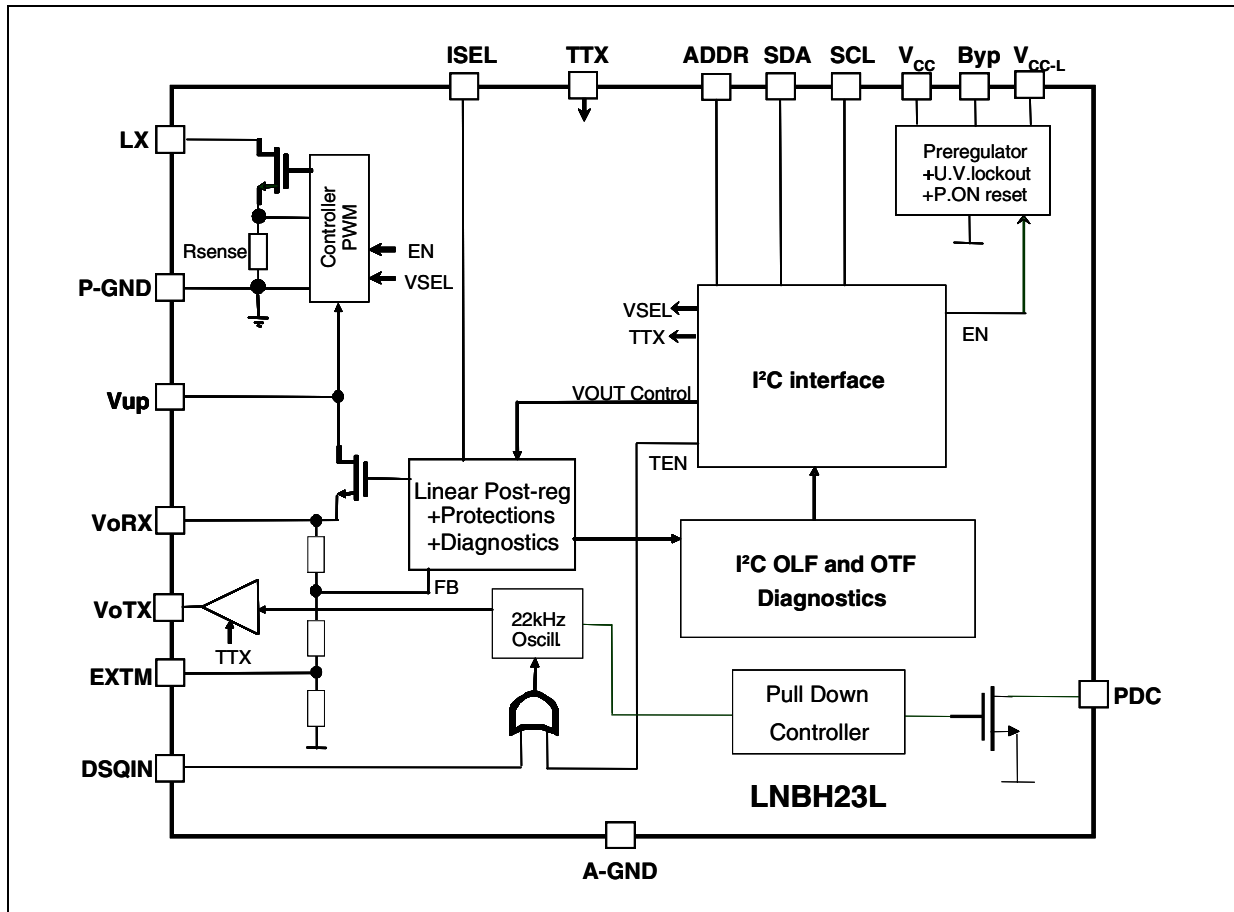 ISEL
TTX
ADDR
SDA
SCL
VCC
Byp
VCC-L
LX
Preregulator
+U.V.lockout
+P.ON reset
Controller
PWM
Rsense
EN
VSEL
P-GND
VSEL
TTX
EN
I²C interface
Vup
VOUT Control
TEN
Linear Post-reg
+Protections
+Diagnostics
VoRX
I²C OLF and OTF
Diagnostics
FB
VoTX
22kHz
Oscill.
TTX
EXTM
Pull Down
Controller
PDC
DSQIN
LNBH23L
A-GND